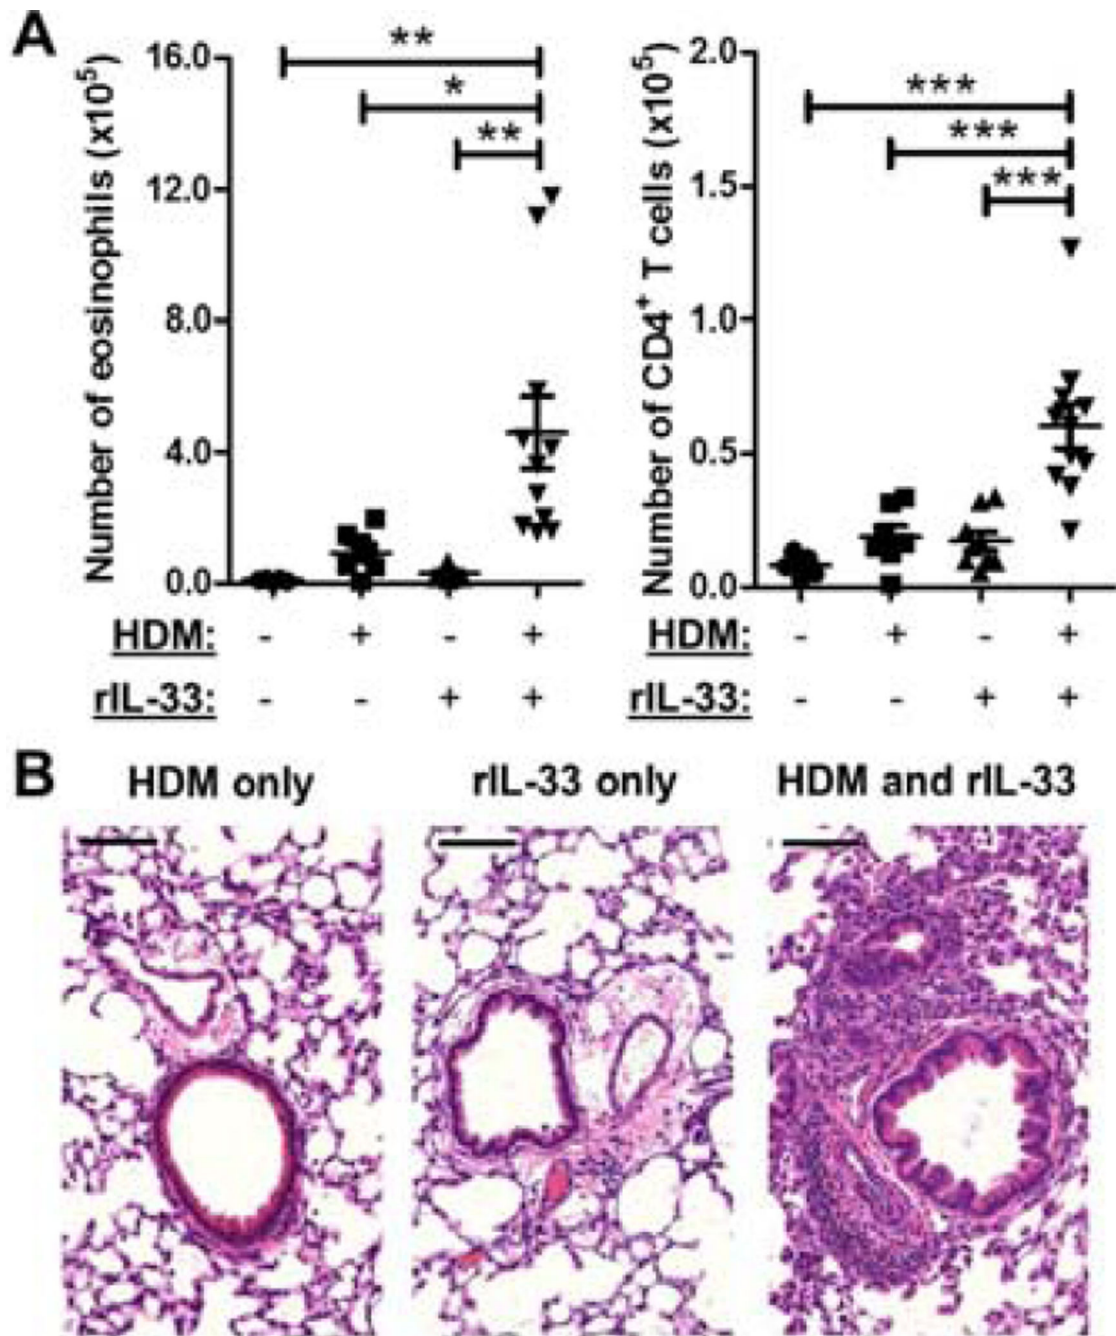 A
Number of eosinophils (x10⁵)
16.0
12.0
8.0
4.0
0.0
**
*
**
HDM: - + - +
rIL-33: - - + +
Number of CD4⁺ T cells (x10⁵)
2.0
1.5
1.0
0.5
0.0
***
***
***
HDM: - + - +
rIL-33: - - + +
B
HDM only
rIL-33 only
HDM and rIL-33